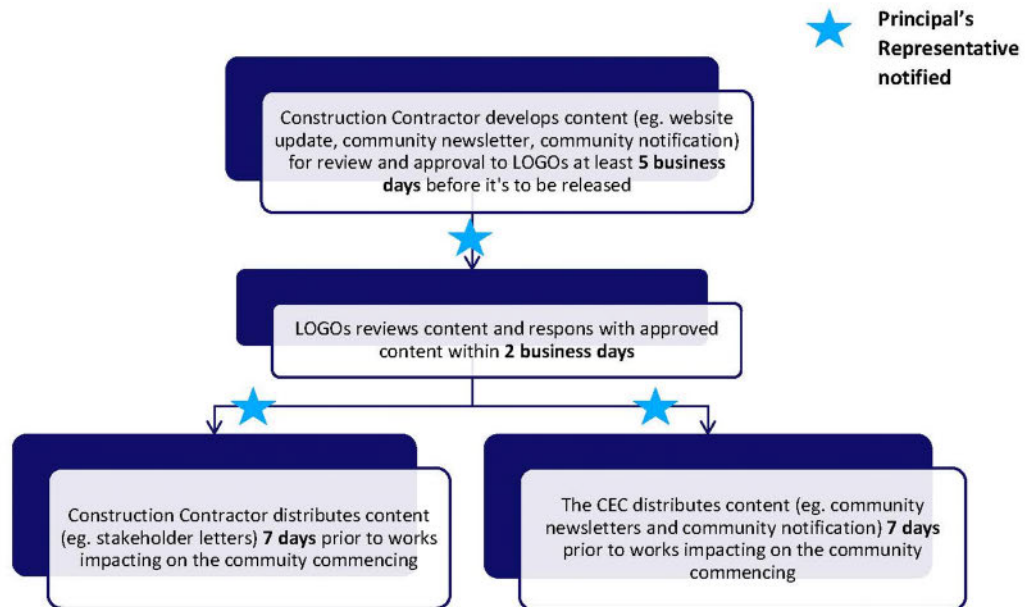 Principal's
Representative
notified
Construction Contractor develops content (eg. website
update, community newsletter, community notification)
for review and approval to LOGOs at least 5 business
days before it's to be released
LOGOs reviews content and respons with approved
content within 2 business days
Construction Contractor distributes content
(eg. stakeholder letters) 7 days prior to works
impacting on the commuity commencing
The CEC distributes content (eg. community
newsletters and community notification) 7 days
prior to works impacting on the community
commencing